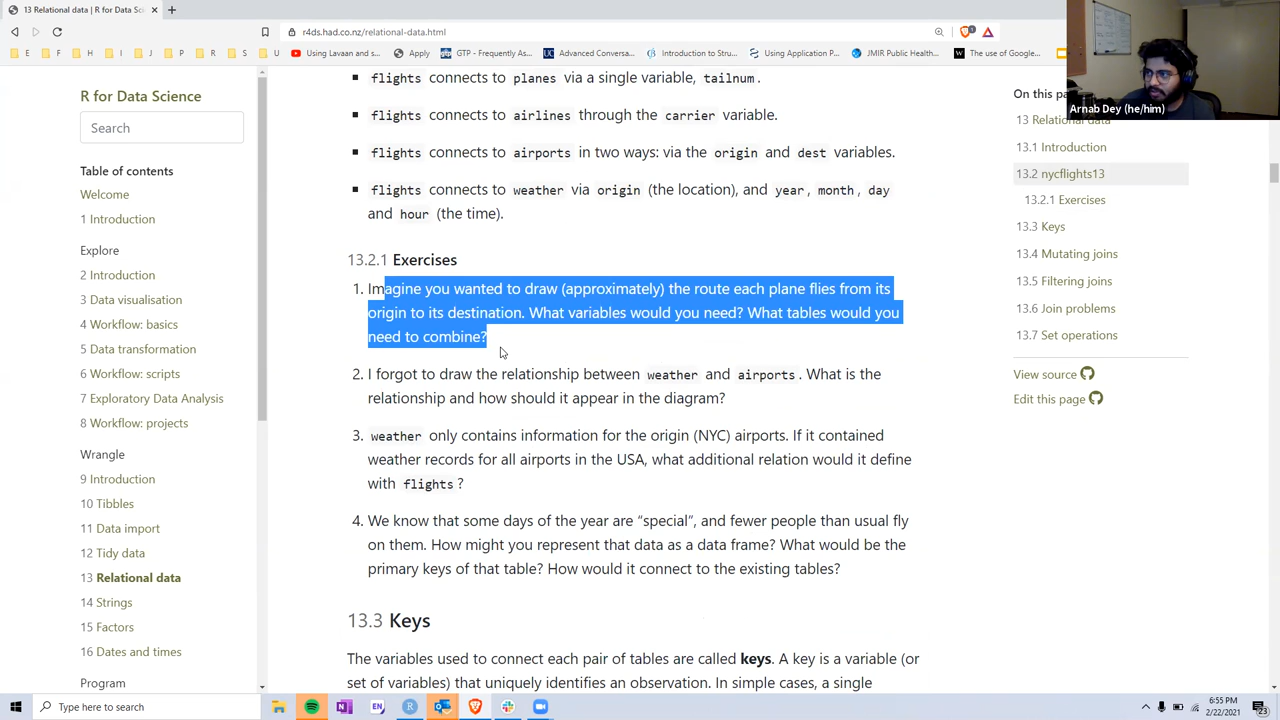 13 Relational data | R for Data Sci
r4ds.had.co.nz/relational-data.html
E
F
H
I
J
P
R
S
U
Using Lavaan and s-
Apply
GTP - Frequently As...
Advanced Conversa...
Introduction to Stru...
Using Application P...
JMIR Public Health...
The use of Google...
Arnab Dey (he/him)
R for Data Science
Search
Table of contents
Welcome
1 Introduction
Explore
2 Introduction
3 Data visualisation
4 Workflow: basics
5 Data transformation
6 Workflow: scripts
7 Exploratory Data Analysis
8 Workflow: projects
Wrangle
9 Introduction
10 Tibbles
11 Data import
12 Tidy data
13 Relational data
14 Strings
15 Factors
16 Dates and times
Program
flights connects to planes via a single variable, tailnum.
flights connects to airlines through the carrier variable.
flights connects to airports in two ways: via the origin and dest variables.
flights connects to weather via origin (the location), and year, month, day
and hour (the time).
13.2.1 Exercises
1. Imagine you wanted to draw (approximately) the route each plane flies from its
origin to its destination. What variables would you need? What tables would you
need to combine?
2. I forgot to draw the relationship between weather and airports. What is the
relationship and how should it appear in the diagram?
3. weather only contains information for the origin (NYC) airports. If it contained
weather records for all airports in the USA, what additional relation would it define
with flights?
4. We know that some days of the year are “special”, and fewer people than usual fly
on them. How might you represent that data as a data frame? What would be the
primary keys of that table? How would it connect to the existing tables?
13.3 Keys
The variables used to connect each pair of tables are called keys. A key is a variable (or
set of variables) that uniquely identifies an observation. In simple cases, a single
On this pa
13 Relational data
13.1 Introduction
13.2 nycflights13
13.2.1 Exercises
13.3 Keys
13.4 Mutating joins
13.5 Filtering joins
13.6 Join problems
13.7 Set operations
View source
Edit this page
Type here to search
6:55 PM
2/22/2021
23